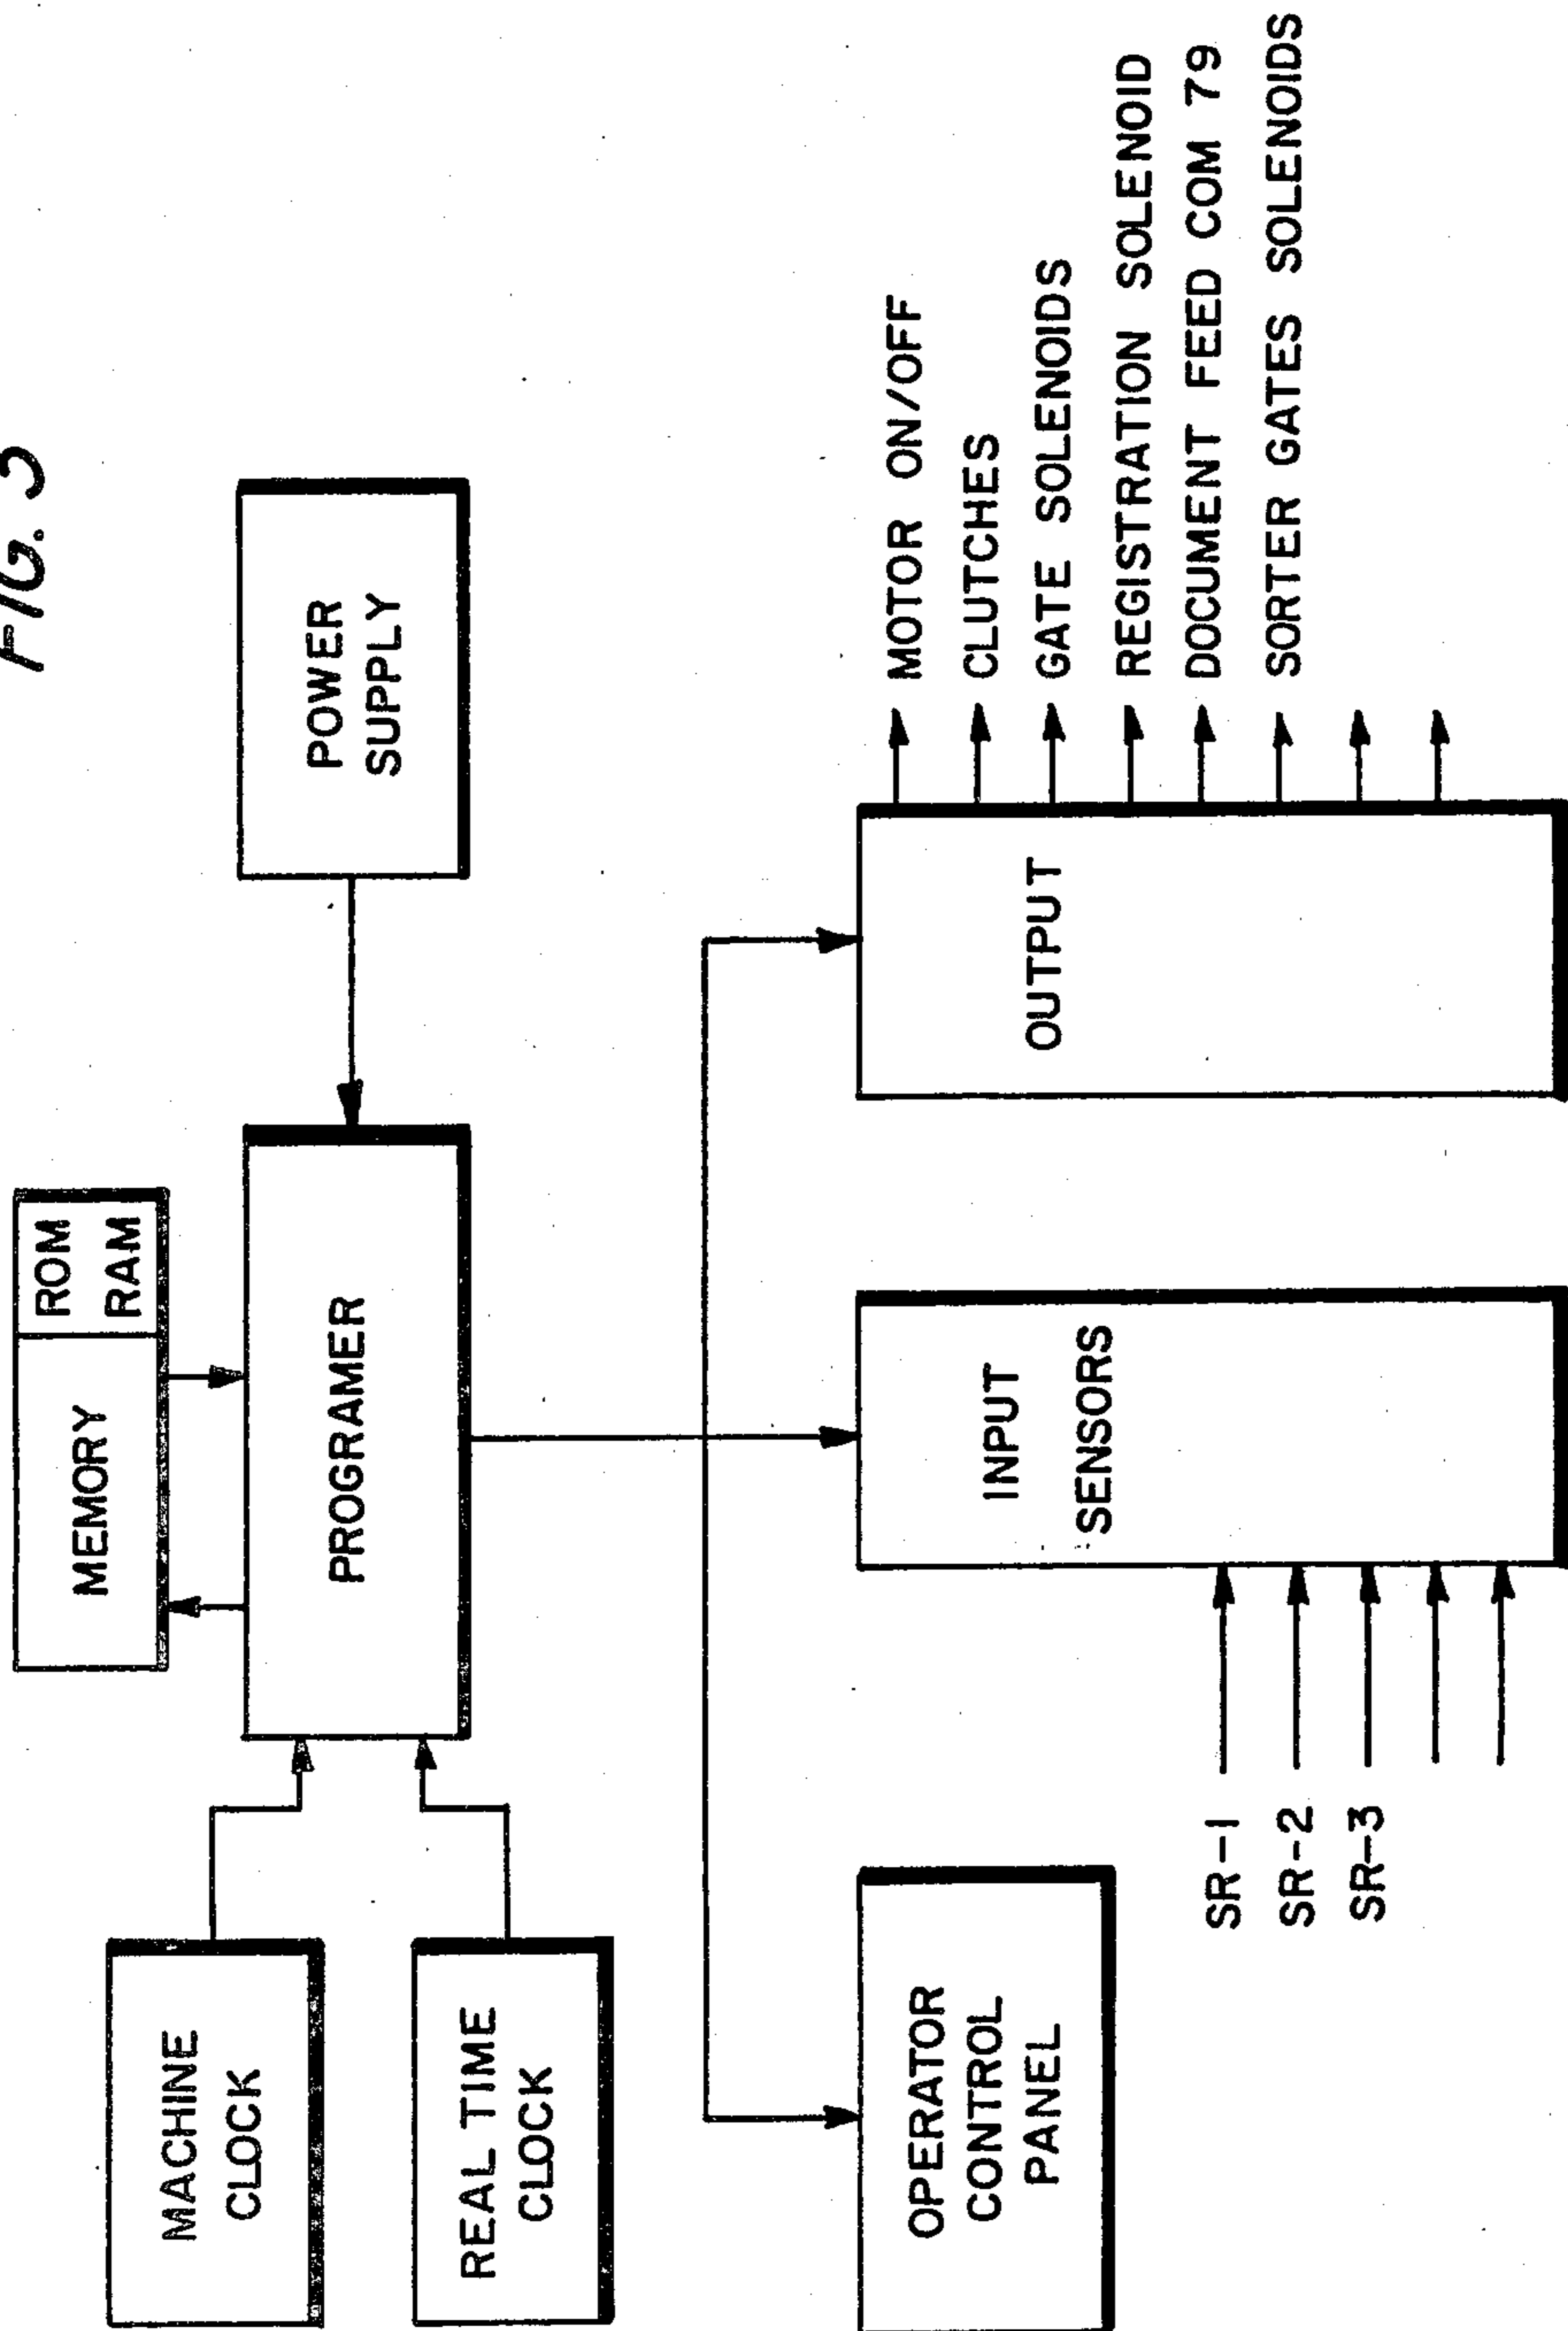 FIG. 3
MEMORY
ROM
RAM
MACHINE
CLOCK
REAL TIME
CLOCK
PROGRAMER
POWER
SUPPLY
OPERATOR
CONTROL
PANEL
INPUT
SENSORS
SR-1
SR-2
SR-3
OUTPUT
MOTOR ON/OFF
CLUTCHES
GATE SOLENOIDS
REGISTRATION SOLENOID
DOCUMENT FEED COM 79
SORTER GATES SOLENOIDS